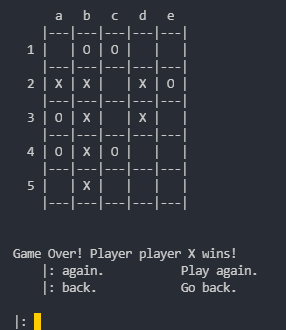 a b c d e
|---|---|---|---|---|
1 |   | O | O |   |   |
|---|---|---|---|---|
2 | X | X |   | X | O |
|---|---|---|---|---|
3 | O | X |   | X |   |
|---|---|---|---|---|
4 | O | X | O |   |   |
|---|---|---|---|---|
5 |   | X |   |   |   |
|---|---|---|---|---|
Game Over! Player player X wins!
|: again. Play again.
|: back. Go back.
|: